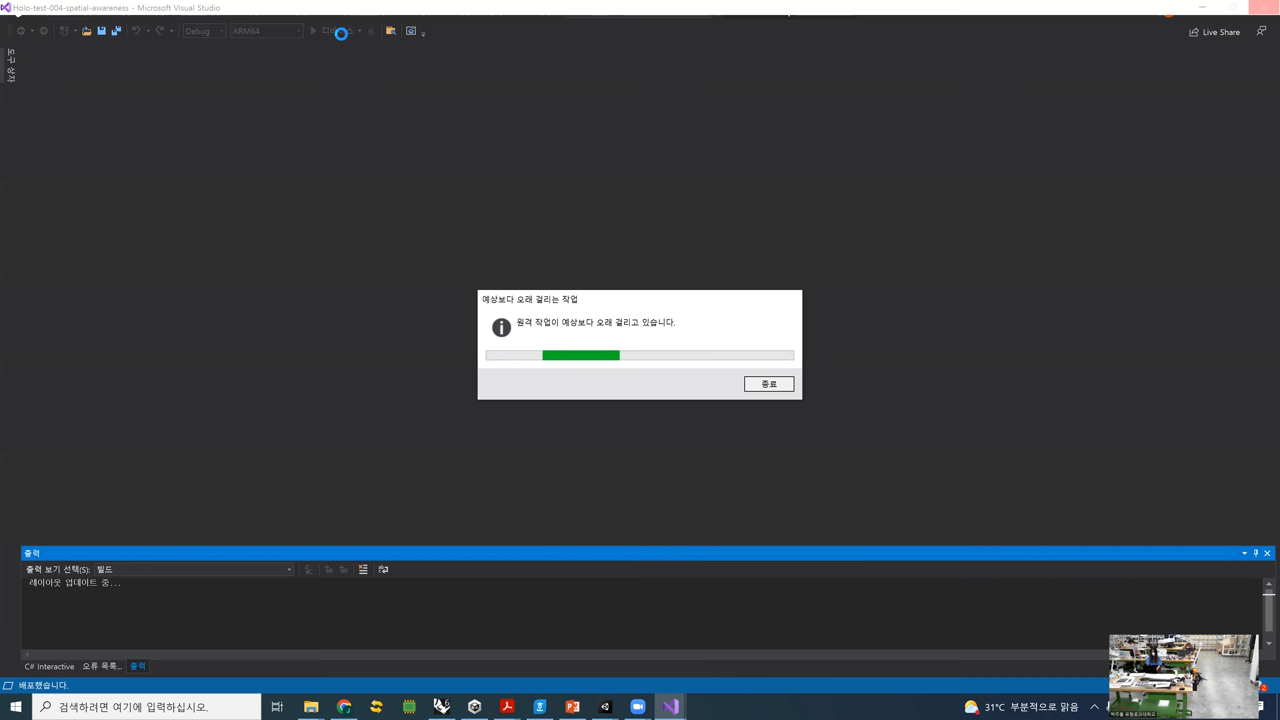 Holo-test-004-spatial-awareness - Microsoft Visual Studio
Debug
ARM64
Live Share
도구 상자
예상보다 오래 걸리는 작업
원격 작업이 예상보다 오래 걸리고 있습니다.
종료
출력
출력 보기 선택(S): 빌드
레이아웃 업데이트 중...
C# Interactive 오류 목록... 출력
배포했습니다.
검색하려면 여기에 입력하십시오.
31°C 부분적으로 맑음